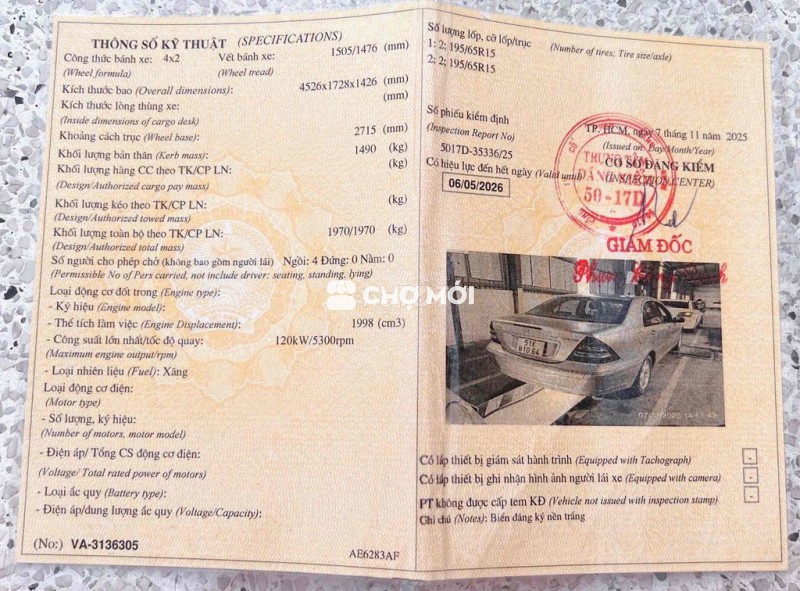 THÔNG SỐ KỸ THUẬT (SPECIFICATIONS)
Công thức bánh xe: 4x2 Vết bánh xe: 1505/1476 (mm)
(Wheel formula) (Wheel tread)
Kích thước bao (Overall dimensions): 4526x1728x1426 (mm)
Kích thước lòng thùng xe: (mm)
(Inside dimensions of cargo desk)
Khoảng cách trục (Wheel base): 2715 (mm)
Khối lượng bản thân (Kerb mass): 1490 (kg)
Khối lượng hàng CC theo TK/CP LN: (kg)
(Design/Authorized cargo pay mass)
Khối lượng kéo theo TK/CP LN: (kg)
(Design/Authorized towed mass)
Khối lượng toàn bộ theo TK/CP LN: 1970/1970 (kg)
(Design/Authorized total mass)
Số người cho phép chở (không bao gồm người lái) Ngồi: 4 Đứng: 0 Nằm: 0
(Permissible No of Pers carried, not include driver: seating, standing, lying)
Loại động cơ đốt trong (Engine type):
- Ký hiệu (Engine model):
- Thể tích làm việc (Engine Displacement): 1998 (cm3)
- Công suất lớn nhất/tốc độ quay: 120kW/5300rpm
(Maximum engine output/rpm)
- Loại nhiên liệu (Fuel): Xăng
Loại động cơ điện:
(Motor type)
- Số lượng, ký hiệu:
(Number of motors, motor model)
- Điện áp/ Tổng CS động cơ điện:
(Voltage/ Total rated power of motors)
- Loại ắc quy (Battery type):
- Điện áp/dung lượng ắc quy (Voltage/Capacity):
(No:) VA-3136305
AE6283AF
CHỢ MỚI
Số lượng lốp, cỡ lốp/trục
(Number of tires: Tire size/axle)
1: 2; 195/65R15
2; 2; 195/65R15
Số phiếu kiểm định
(Inspection Report No)
5017D-35336/25
TP. HCM, ngày 7 tháng 11 năm 2025
(Issued on: Day/Month/Year)
CƠ SỞ ĐĂNG KIỂM
(INSPECTION CENTER)
Có hiệu lực đến hết ngày (Valid until)
06/05/2026
TRUNG TÂM
ĐĂNG KIỂM
50-17D
GIÁM ĐỐC
51E
Có lắp thiết bị giám sát hành trình (Equipped with Tachograph) -
Có lắp thiết bị ghi nhận hình ảnh người lái xe (Equipped with camera) -
PT không được cấp tem KĐ (Vehicle not issued with inspection stamp) -
Ghi chú (Notes): Biển đăng ký nền trắng